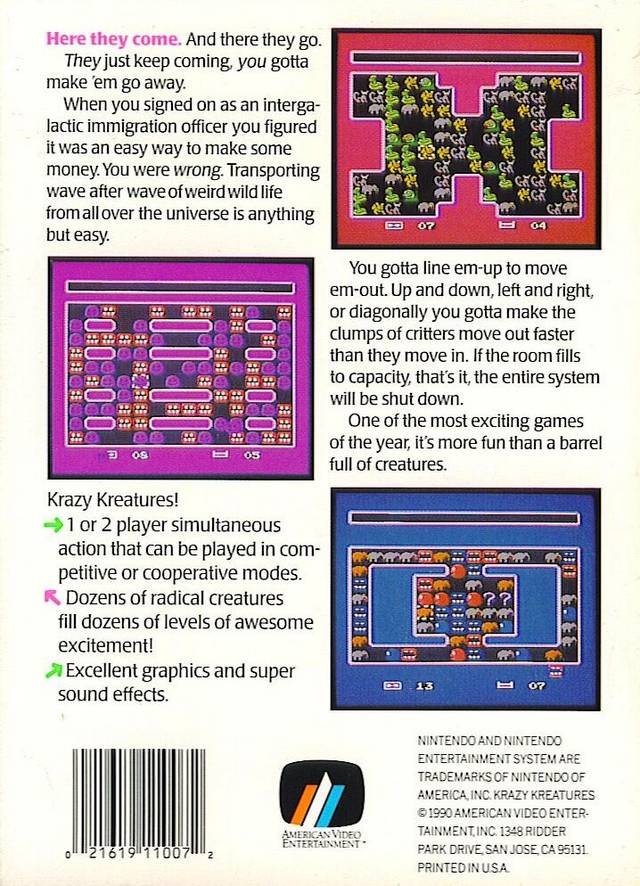 Here they come. And there they go.
They just keep coming, you gotta
make 'em go away.
When you signed on as an interga-
lactic immigration officer you figured
it was an easy way to make some
money. You were wrong. Transporting
wave after wave of weird wild life
from all over the universe is anything
but easy.
07 04
You gotta line em-up to move
em-out. Up and down, left and right,
or diagonally you gotta make the
clumps of critters move out faster
than they move in. If the room fills
to capacity, that's it, the entire system
will be shut down.
One of the most exciting games
of the year, it's more fun than a barrel
full of creatures.
08 05
Krazy Kreatures!
1 or 2 player simultaneous
action that can be played in com-
petitive or cooperative modes.
Dozens of radical creatures
fill dozens of levels of awesome
excitement!
Excellent graphics and super
sound effects.
? ?
13 07
0 21619 11007 2
AMERICAN VIDEO
ENTERTAINMENT
NINTENDO AND NINTENDO
ENTERTAINMENT SYSTEM ARE
TRADEMARKS OF NINTENDO OF
AMERICA, INC. KRAZY KREATURES
© 1990 AMERICAN VIDEO ENTER-
TAINMENT, INC. 1348 RIDDER
PARK DRIVE, SAN JOSE, CA 95131.
PRINTED IN U.S.A.